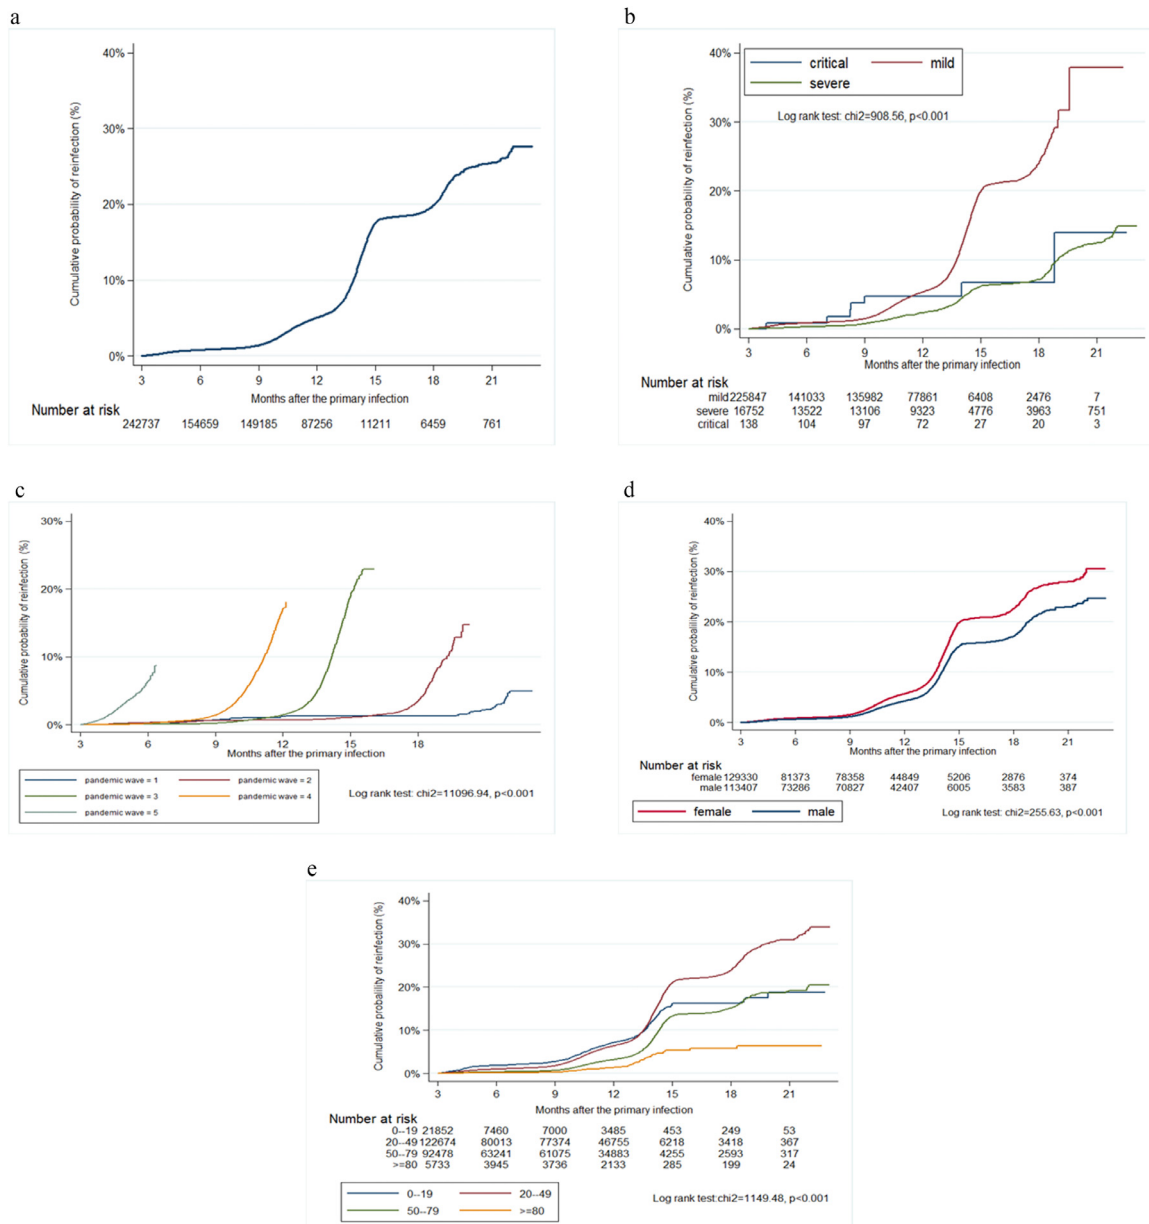 a
Cumulative probability of reinfection (%)
40%
30%
20%
10%
0%
3 6 9 12 15 18 21
Months after the primary infection
Number at risk
242737 154659 149185 87256 11211 6459 761
b
Cumulative probability of reinfection (%)
40%
30%
20%
10%
0%
critical mild
severe
Log rank test: chi2=908.56, p<0.001
3 6 9 12 15 18 21
Months after the primary infection
Number at risk
mild 225847 141033 135982 77861 6408 2476 7
severe 16752 13522 13106 9323 4776 3963 751
critical 138 104 97 72 27 20 3
c
Cumulative probability of reinfection (%)
30%
20%
10%
0%
3 6 9 12 15 18
Months after the primary infection
pandemic wave = 1 pandemic wave = 2
pandemic wave = 3 pandemic wave = 4
pandemic wave = 5
Log rank test: chi2=11096.94, p<0.001
d
Cumulative probability of reinfection (%)
40%
30%
20%
10%
0%
3 6 9 12 15 18 21
Months after the primary infection
Number at risk
female 129330 81373 78358 44849 5206 2876 374
male 113407 73286 70827 42407 6005 3583 387
female male
Log rank test: chi2=255.63, p<0.001
e
Cumulative probability of reinfection (%)
40%
30%
20%
10%
0%
3 6 9 12 15 18 21
Months after the primary infection
Number at risk
0--19 21852 7460 7000 3485 453 249 53
20--49 122674 80013 77374 46755 6218 3418 367
50--79 92478 63241 61075 34883 4255 2593 317
>=80 5733 3945 3736 2133 285 199 24
0--19 20--49
50--79 >=80
Log rank test:chi2=1149.48, p<0.001